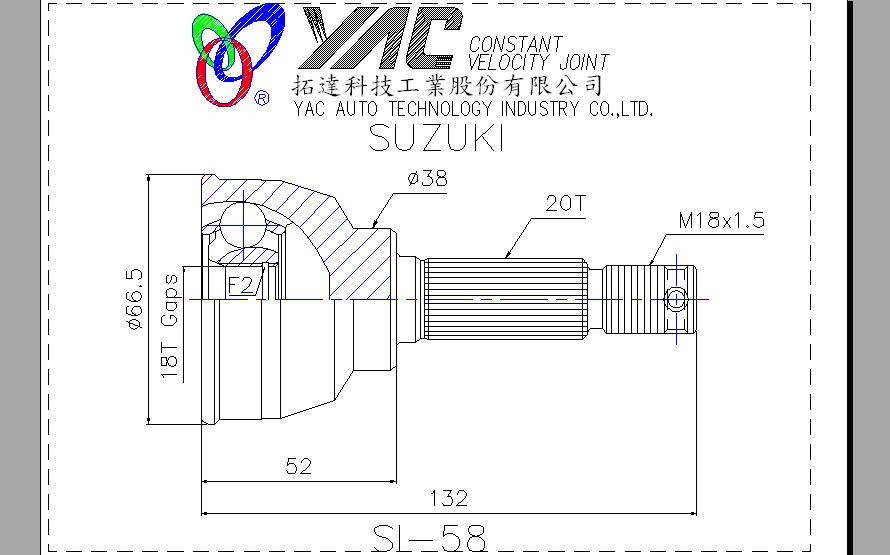 YAC CONSTANT
VELOCITY JOINT
拓達科技工業股份有限公司
® YAC AUTO TECHNOLOGY INDUSTRY CO.,LTD.
SUZUKI
ø38
20T
M18x1.5
ø66.5
18T Gaps
F2
52
132
SL-58